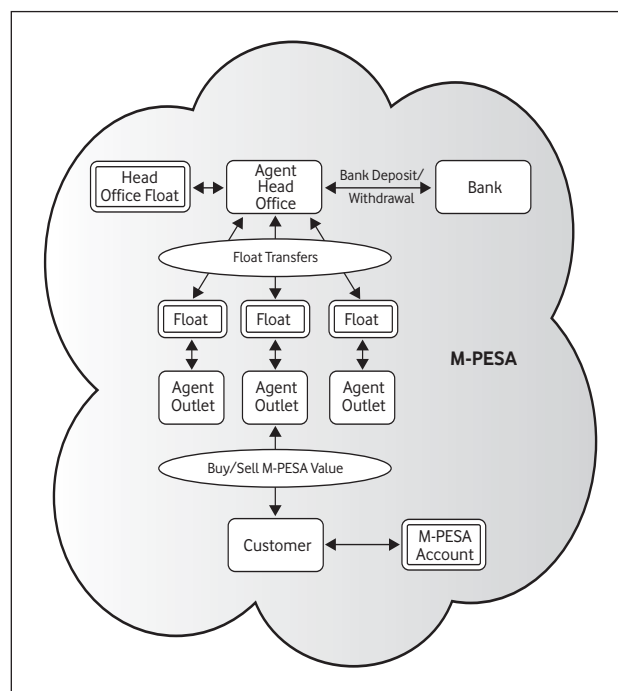 Head
Office Float
Agent
Head
Office
Bank Deposit/
Withdrawal
Bank
Float Transfers
Float
Float
Float
M-PESA
Agent
Outlet
Agent
Outlet
Agent
Outlet
Buy/Sell M-PESA Value
Customer
M-PESA
Account